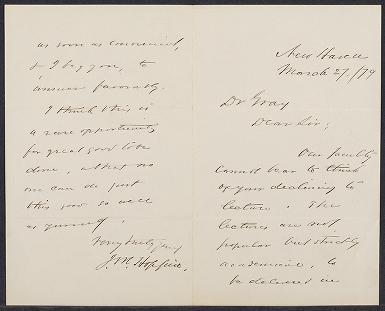 New Haven
March 27/79
Dr Gray
Dear Sir;
Our faculty
cannot bear to think
of your declining to
lecture. The
lectures are not
popular but strictly
academical, to
be delivered in
as soon as convenient,
& I beg you, to
answer favorably.
I think this is
a rare opportunity
for great good to be
done, & that no
one can do just
this good so well
as yourself.
Very truly yours
J. M. Hoppin.